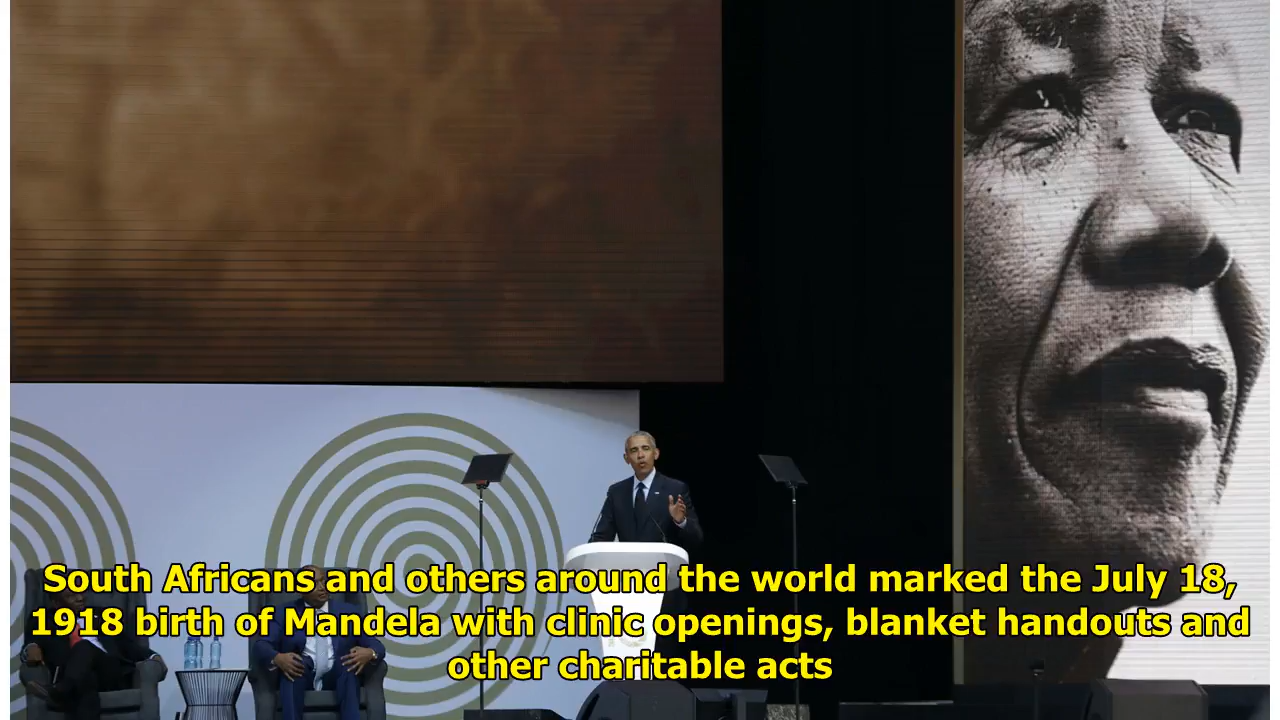 South Africans and others around the world marked the July 18,
1918 birth of Mandela with clinic openings, blanket handouts and
other charitable acts